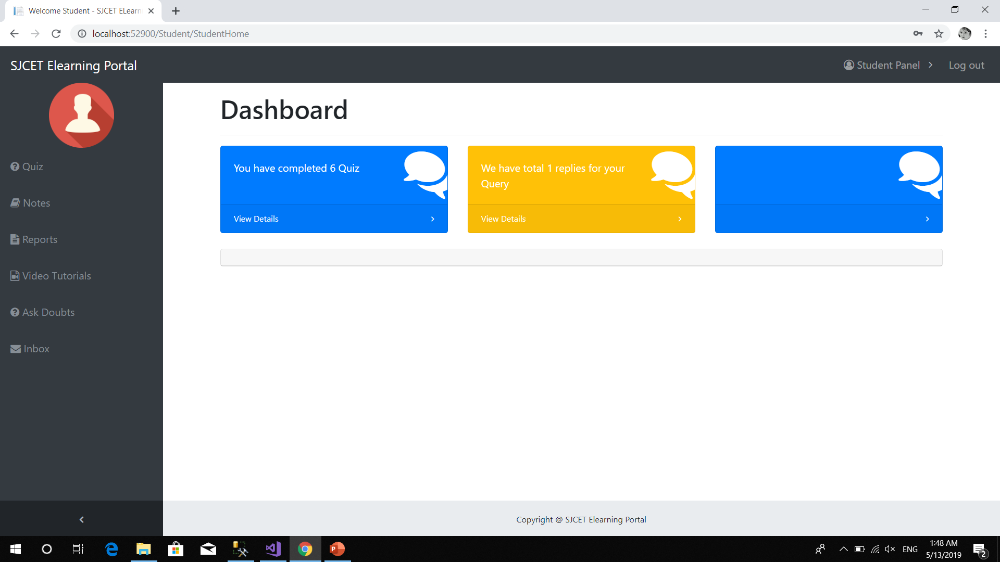 Welcome Student - SJCET ELearn
localhost:52900/Student/StudentHome
SJCET Elearning Portal
Student Panel
Log out
Quiz
Notes
Reports
Video Tutorials
Ask Doubts
Inbox
Dashboard
You have completed 6 Quiz
View Details
We have total 1 replies for your
Query
View Details
Copyright @ SJCET Elearning Portal
ENG
1:48 AM
5/13/2019
2